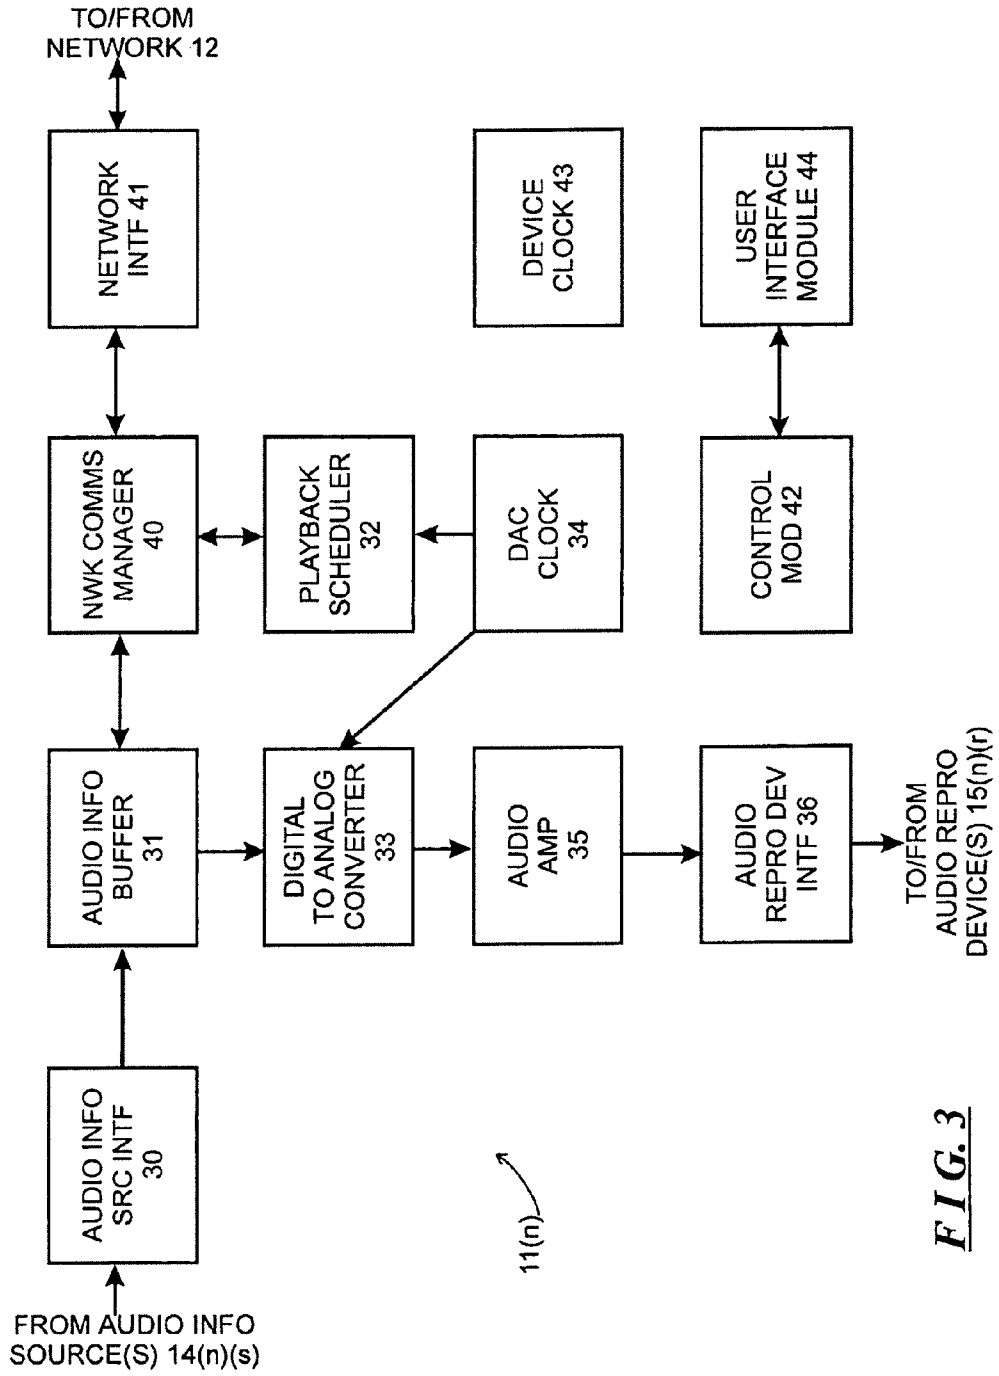 TO/FROM
NETWORK 12
NETWORK
INTF 41
DEVICE
CLOCK 43
USER
INTERFACE
MODULE 44
NWK COMMS
MANAGER
40
PLAYBACK
SCHEDULER
32
DAC
CLOCK
34
CONTROL
MOD 42
AUDIO INFO
BUFFER
31
DIGITAL
TO ANALOG
CONVERTER
33
AUDIO
AMP
35
AUDIO
REPRO DEV
INTF 36
TO/FROM
AUDIO REPRO
DEVICE(S) 15(n)(r)
AUDIO INFO
SRC INTF
30
11(n)
FROM AUDIO INFO
SOURCE(S) 14(n)(s)
FIG. 3